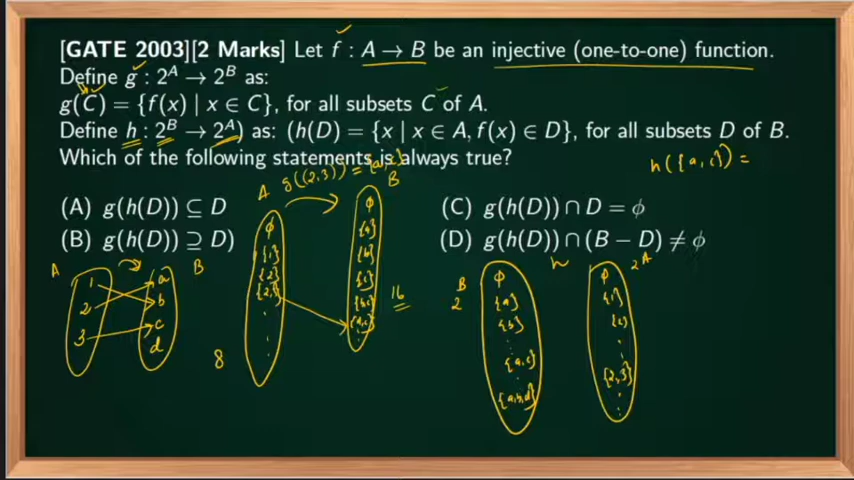 [GATE 2003][2 Marks] Let f : A → B be an injective (one-to-one) function.
Define g : 2^A → 2^B as:
g(C) = {f(x) | x ∈ C}, for all subsets C of A.
Define h : 2^B → 2^A) as: (h(D) = {x | x ∈ A, f(x) ∈ D}, for all subsets D of B.
Which of the following statements is always true?
h({a,c}) =
g({2,3}) = {a,c}
(A) g(h(D)) ⊆ D
(C) g(h(D)) ∩ D = ϕ
(B) g(h(D)) ⊇ D)
(D) g(h(D)) ∩ (B − D) ≠ ϕ
A
B
1
2
3
a
b
c
d
8
A
ϕ
{1}
{2}
{2,3}
B
ϕ
{a}
{b}
{c}
{a,c}
16
2^B
ϕ
{a}
{b}
{a,c}
{a,b,d}
h
2^A
ϕ
{1}
{2,3}